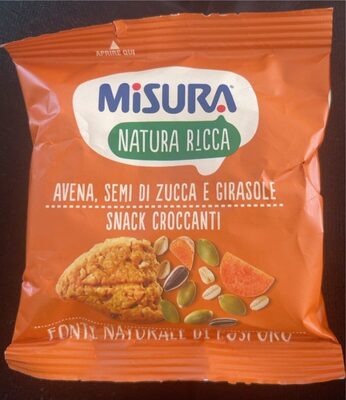 APRIRE QUI
MiSURA®
NATURA RICCA
AVENA, SEMI DI ZUCCA E GIRASOLE
SNACK CROCCANTI
FONTE NATURALE DI FOSFORO